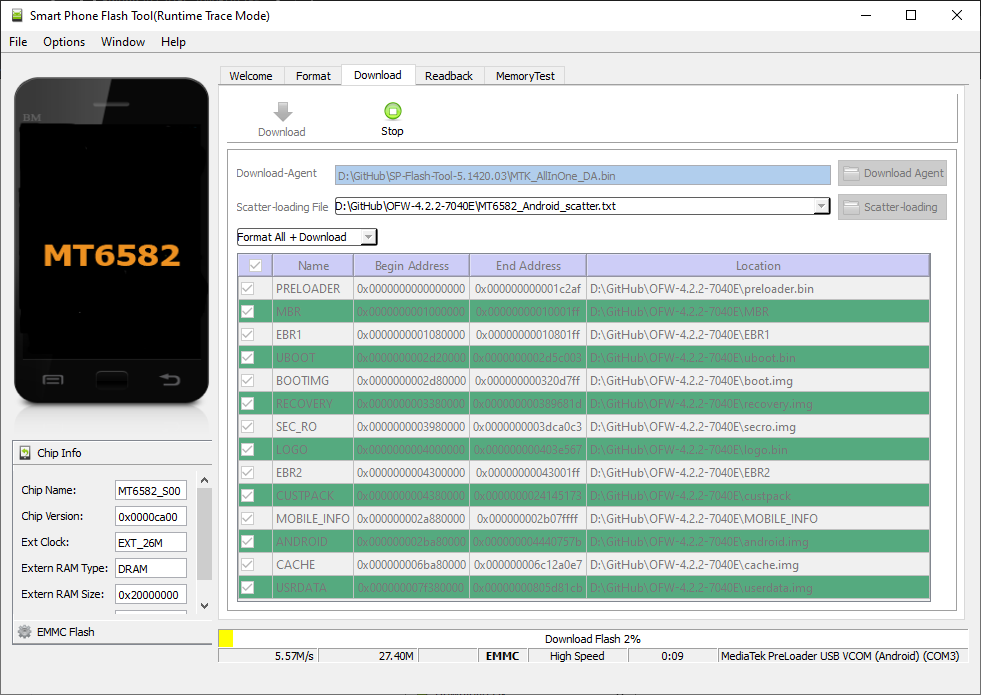 Smart Phone Flash Tool(Runtime Trace Mode)
File Options Window Help
Welcome Format Download Readback MemoryTest
Download Stop
BM
MT6582
Download-Agent D:\GitHub\SP-Flash-Tool-5.1420.03\MTK_AllInOne_DA.bin Download Agent
Scatter-loading File D:\GitHub\OFW-4.2.2-7040E\MT6582_Android_scatter.txt Scatter-loading
Format All + Download
Name Begin Address End Address Location
PRELOADER 0x0000000000000000 0x000000000001c2af D:\GitHub\OFW-4.2.2-7040E\preloader.bin
MBR 0x0000000001000000 0x00000000010001ff D:\GitHub\OFW-4.2.2-7040E\MBR
EBR1 0x0000000001080000 0x00000000010801ff D:\GitHub\OFW-4.2.2-7040E\EBR1
UBOOT 0x0000000002d20000 0x0000000002d5c003 D:\GitHub\OFW-4.2.2-7040E\uboot.bin
BOOTIMG 0x0000000002d80000 0x000000000320d7ff D:\GitHub\OFW-4.2.2-7040E\boot.img
RECOVERY 0x0000000003380000 0x000000000389681d D:\GitHub\OFW-4.2.2-7040E\recovery.img
SEC_RO 0x0000000003980000 0x0000000003dca0c3 D:\GitHub\OFW-4.2.2-7040E\secro.img
LOGO 0x0000000004000000 0x000000000403e567 D:\GitHub\OFW-4.2.2-7040E\logo.bin
EBR2 0x0000000004300000 0x00000000043001ff D:\GitHub\OFW-4.2.2-7040E\EBR2
CUSTPACK 0x0000000004380000 0x0000000024145173 D:\GitHub\OFW-4.2.2-7040E\custpack
MOBILE_INFO 0x000000002a880000 0x000000002b07ffff D:\GitHub\OFW-4.2.2-7040E\MOBILE_INFO
ANDROID 0x000000002ba80000 0x000000004440757b D:\GitHub\OFW-4.2.2-7040E\android.img
CACHE 0x000000006ba80000 0x000000006c12a0e7 D:\GitHub\OFW-4.2.2-7040E\cache.img
USRDATA 0x000000007f380000 0x00000000805d81cb D:\GitHub\OFW-4.2.2-7040E\userdata.img
Chip Info
Chip Name: MT6582_S00
Chip Version: 0x0000ca00
Ext Clock: EXT_26M
Extern RAM Type: DRAM
Extern RAM Size: 0x20000000
EMMC Flash
Download Flash 2%
5.57M/s 27.40M EMMC High Speed 0:09 MediaTek PreLoader USB VCOM (Android) (COM3)